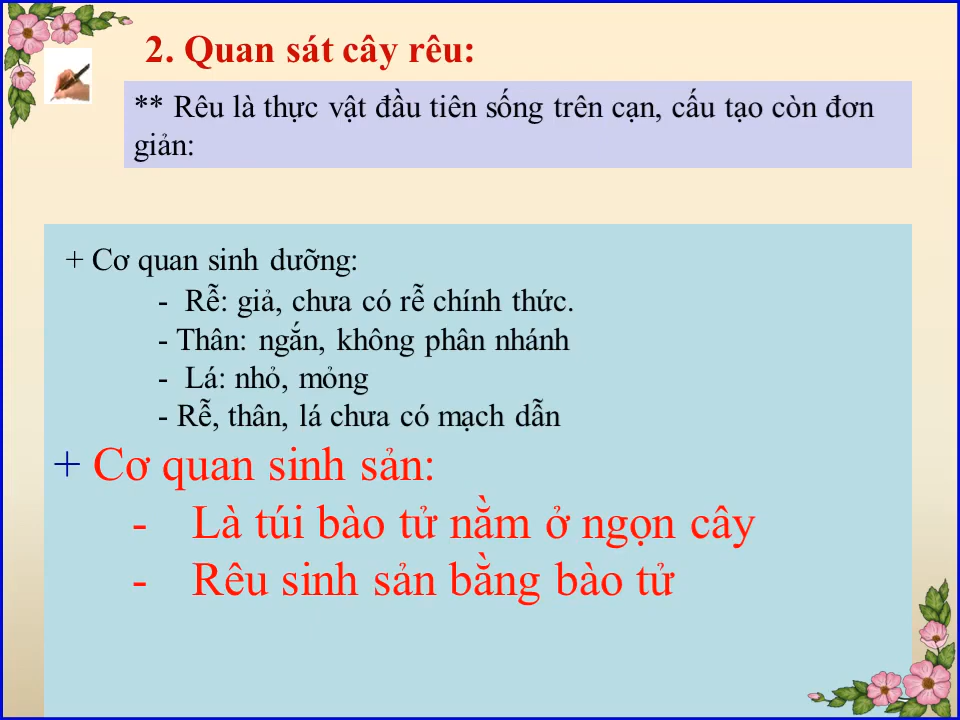 2. Quan sát cây rêu:
** Rêu là thực vật đầu tiên sống trên cạn, cấu tạo còn đơn
giản:
+ Cơ quan sinh dưỡng:
- Rễ: giả, chưa có rễ chính thức.
- Thân: ngắn, không phân nhánh
- Lá: nhỏ, mỏng
- Rễ, thân, lá chưa có mạch dẫn
+ Cơ quan sinh sản:
- Là túi bào tử nằm ở ngọn cây
- Rêu sinh sản bằng bào tử